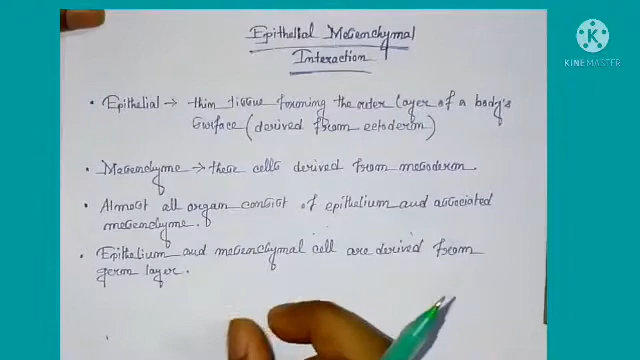 Epithelial Mesenchymal
Interaction
KINEMASTER
• Epithelial → thin tissue forming the outer layer of a body's
surface (derived from ectoderm)
• Mesenchyme → these cells derived from mesoderm.
• Almost all organ consist of epithelium and associated
mesenchyme.
• Epithelium and mesenchymal cell are derived from
germ layer.